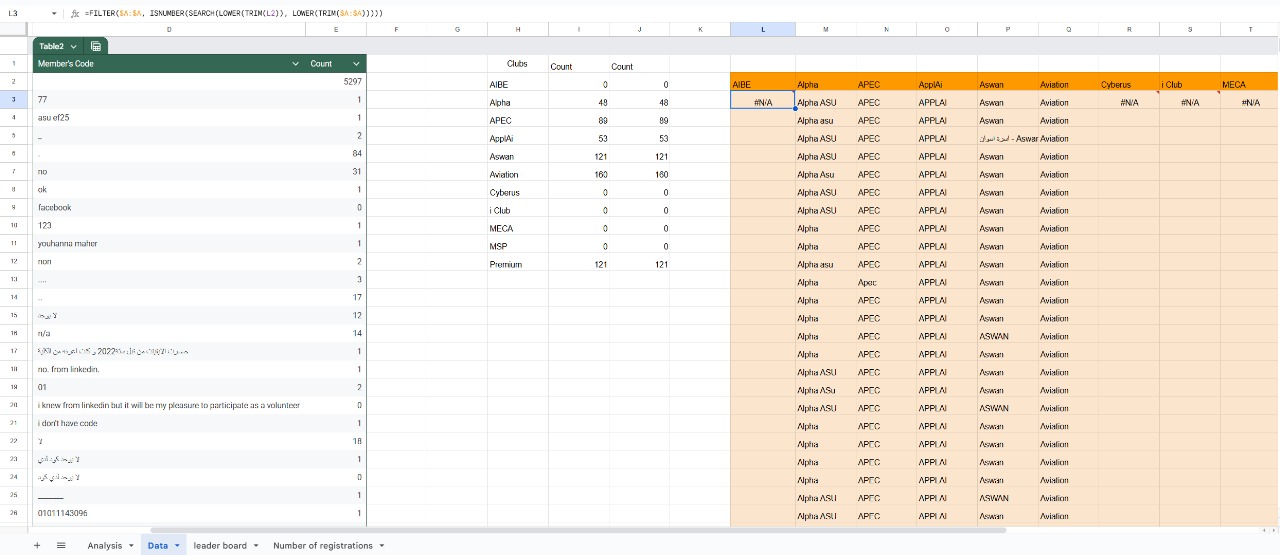 L3 =FILTER($A:$A, ISNUMBER(SEARCH(LOWER(TRIM(L2)), LOWER(TRIM($A:$A)))))
D E F G H I J K L M N O P Q R S T
Table2
1 Member's Code Count Clubs Count Count
2 5297 AIBE 0 0 AIBE Alpha APEC ApplAi Aswan Aviation Cyberus i Club MECA
3 77 1 Alpha 48 48 #N/A Alpha ASU APEC APPLAI Aswan Aviation #N/A #N/A #N/A
4 asu ef25 1 APEC 89 89 Alpha asu APEC APPLAI Aswan Aviation
5 _ 2 ApplAi 53 53 Alpha ASU APEC APPLAI اسرة اسوان - Aswar Aviation
6 . 84 Aswan 121 121 Alpha ASU APEC APPLAI Aswan Aviation
7 no 31 Aviation 160 160 Alpha Asu APEC APPLAI Aswan Aviation
8 ok 1 Cyberus 0 0 Alpha ASU APEC APPLAI Aswan Aviation
9 facebook 0 i Club 0 0 Alpha ASU APEC APPLAI Aswan Aviation
10 123 1 MECA 0 0 Alpha APEC APPLAI Aswan Aviation
11 youhanna maher 1 MSP 0 0 Alpha APEC APPLAI Aswan Aviation
12 non 2 Premium 121 121 Alpha asu APEC APPLAI Aswan Aviation
13 .... 3 Alpha Apec APPLAI Aswan Aviation
14 .. 17 Alpha APEC APPLAI Aswan Aviation
15 لا يوجد 12 Alpha APEC APPLAI Aswan Aviation
16 n/a 14 Alpha APEC APPLAI ASWAN Aviation
17 2022 1 Alpha APEC APPLAI Aswan Aviation
18 no. from linkedin. 1 Alpha ASU APEC APPLAI Aswan Aviation
19 01 2 Alpha ASu APEC APPLAI Aswan Aviation
20 i knew from linkedin but it will be my pleasure to participate as a volunteer 0 Alpha ASU APEC APPLAI ASWAN Aviation
21 i don't have code 1 Alpha APEC APPLAI Aswan Aviation
22 لا 18 Alpha APEC APPLAI Aswan Aviation
23 لا يوجد كود لدي 1 Alpha APEC APPLAI Aswan Aviation
24 لا يوجد لدي كود 0 Alpha APEC APPLAI Aswan Aviation
25 ______ 1 Alpha ASU APEC APPLAI ASWAN Aviation
26 01011143096 1 Alpha ASU APEC APPLAI Aswan Aviation
Analysis Data leader board Number of registrations